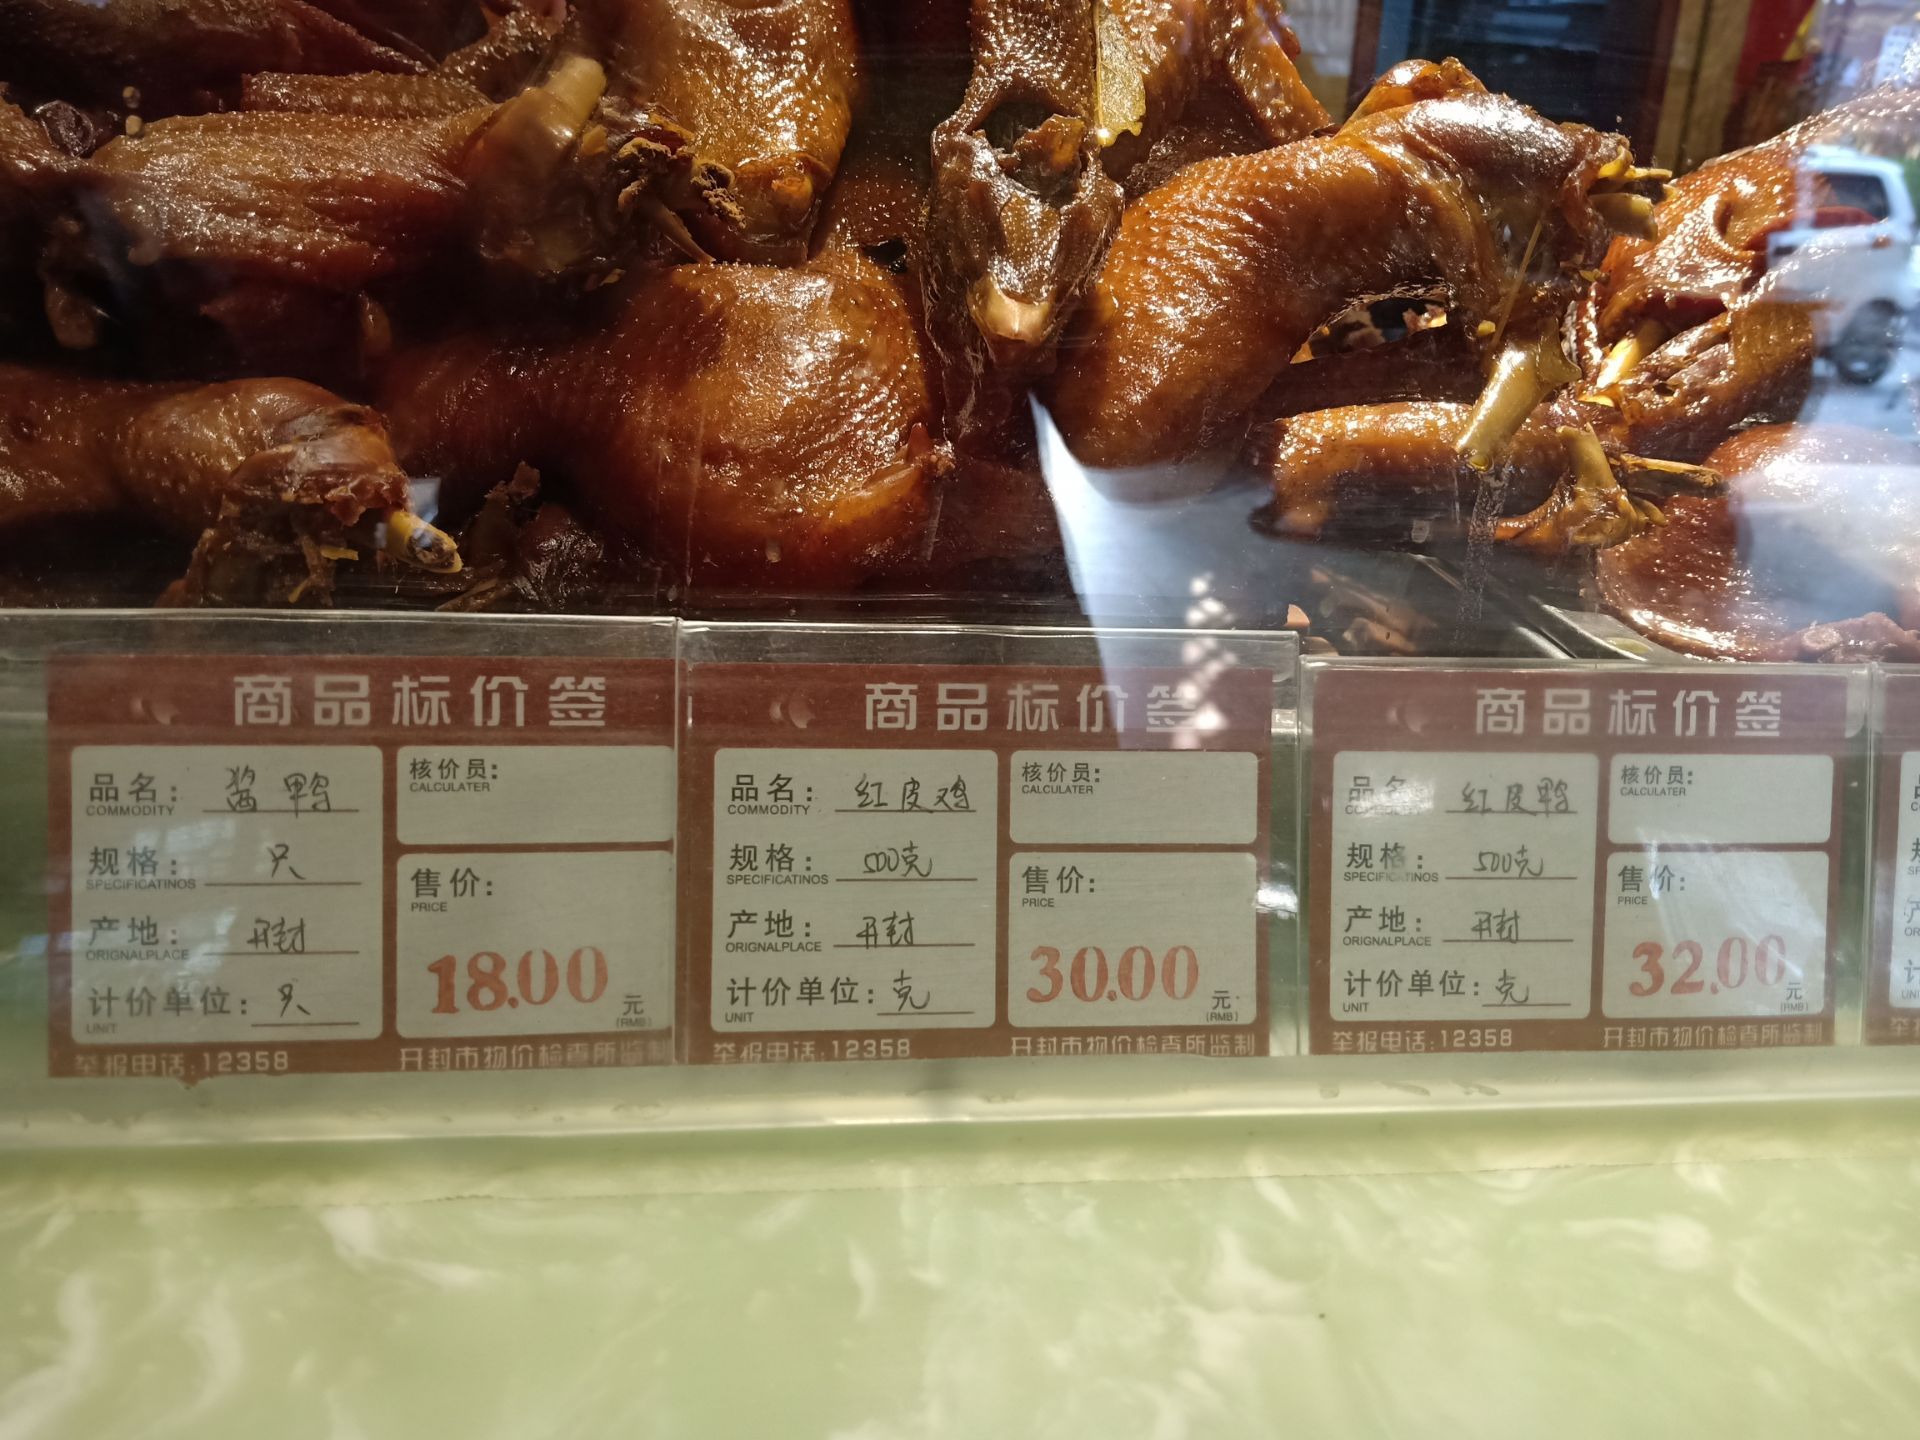 商品标价签
品名: 酱鸭
COMMODITY
规格: 只
SPECIFICATINOS
产地: 开封
ORIGNALPLACE
计价单位: 只
UNIT
核价员:
CALCULATER
售价:
PRICE
18.00
元
(RMB)
举报电话:12358
开封市物价检查所监制
商品标价签
品名: 红皮鸡
COMMODITY
规格: 500克
SPECIFICATINOS
产地: 开封
ORIGNALPLACE
计价单位: 克
UNIT
核价员:
CALCULATER
售价:
PRICE
30.00
元
(RMB)
举报电话:12358
开封市物价检查所监制
商品标价签
品名: 红皮鸭
COMMODITY
规格: 500克
SPECIFICATINOS
产地: 开封
ORIGNALPLACE
计价单位: 克
UNIT
核价员:
CALCULATER
售价:
PRICE
32.00
元
(RMB)
举报电话:12358
开封市物价检查所监制